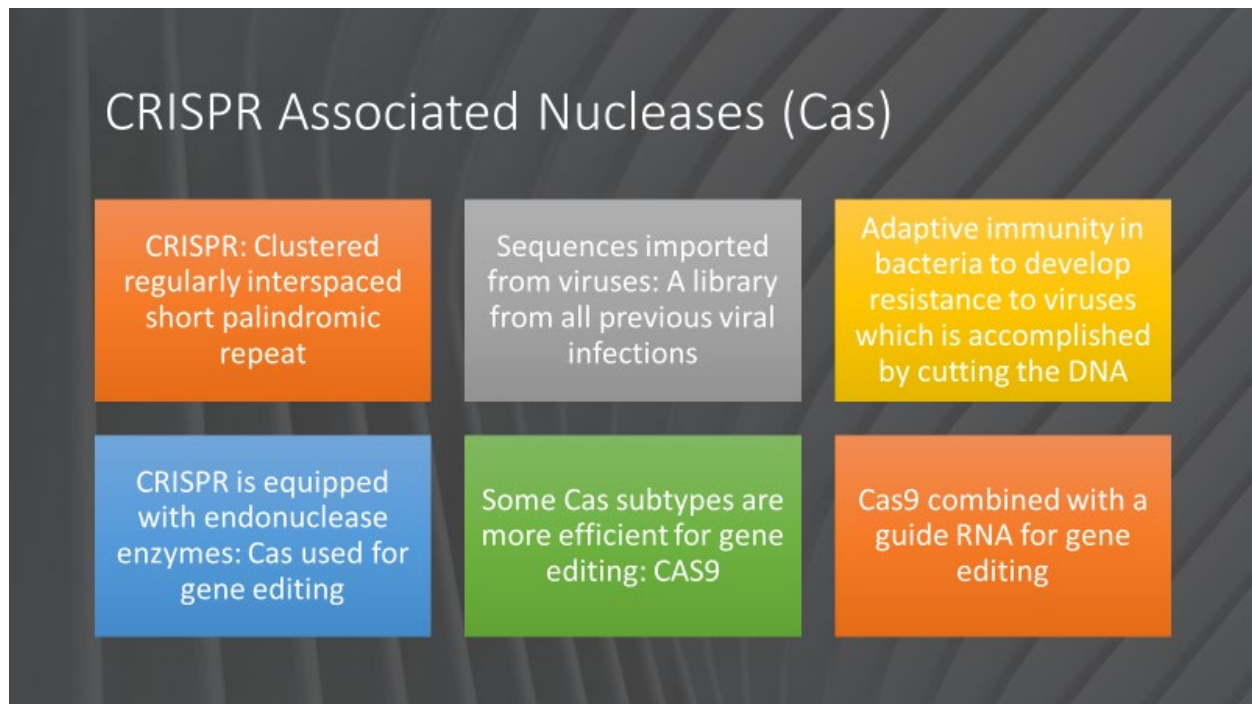 CRISPR Associated Nucleases (Cas)
CRISPR: Clustered
regularly interspaced
short palindromic
repeat
Sequences imported
from viruses: A library
from all previous viral
infections
Adaptive immunity in
bacteria to develop
resistance to viruses
which is accomplished
by cutting the DNA
CRISPR is equipped
with endonuclease
enzymes: Cas used for
gene editing
Some Cas subtypes are
more efficient for gene
editing: CAS9
Cas9 combined with a
guide RNA for gene
editing